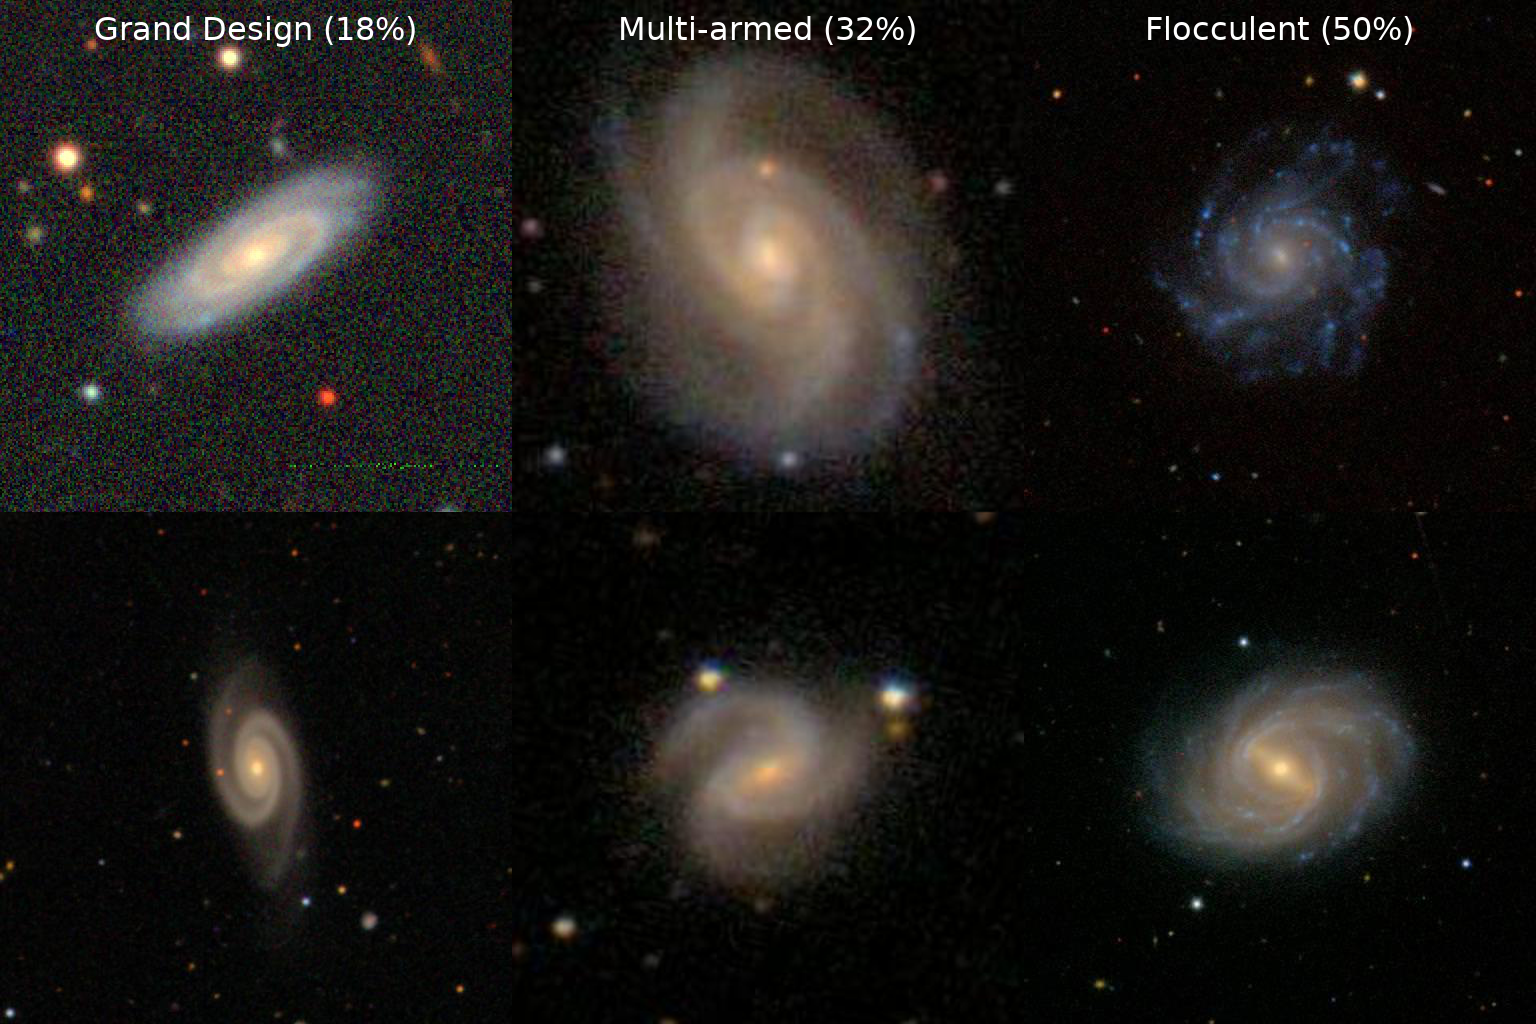 Grand Design (18%)
Multi-armed (32%)
Flocculent (50%)